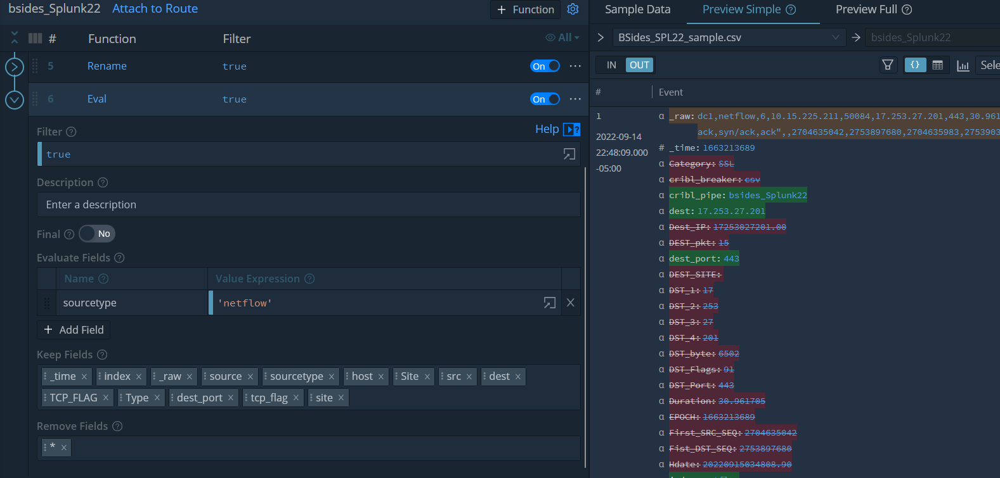 bsides_Splunk22 Attach to Route + Function
# Function Filter All
5 Rename true On ...
6 Eval true On ...
Filter
Help
true
Description
Enter a description
Final No
Evaluate Fields
Name Value Expression
sourcetype 'netflow' X
+ Add Field
Keep Fields
_time × index × _raw × source × sourcetype × host × Site × src × dest ×
TCP_FLAG × Type × dest_port × tcp_flag × site ×
Remove Fields
* ×
Sample Data Preview Simple Preview Full
BSides_SPL22_sample.csv → bsides_Splunk22
IN OUT {} Sele
# Event
1
2022-09-14
22:48:09.000
-05:00
α _raw: dc1,netflow,6,10.15.225.211,50084,17.253.27.201,443,30.961
ack,syn/ack,ack",,2704635042,2753897680,2704635983,2753903
# _time: 1663213689
α Category: SSL
α cribl_breaker: csv
α cribl_pipe: bsides_Splunk22
α dest: 17.253.27.201
α Dest_IP: 17253027201.00
α DEST_pkt: 15
α dest_port: 443
α DEST_SITE:
α DST_1: 17
α DST_2: 253
α DST_3: 27
α DST_4: 201
α DST_byte: 6502
α DST_Flags: 91
α DST_Port: 443
α Duration: 30.961705
α EPOCH: 1663213689
α First_SRC_SEQ: 2704635042
α Fist_DST_SEQ: 2753897680
α Hdate: 20220915034808.90